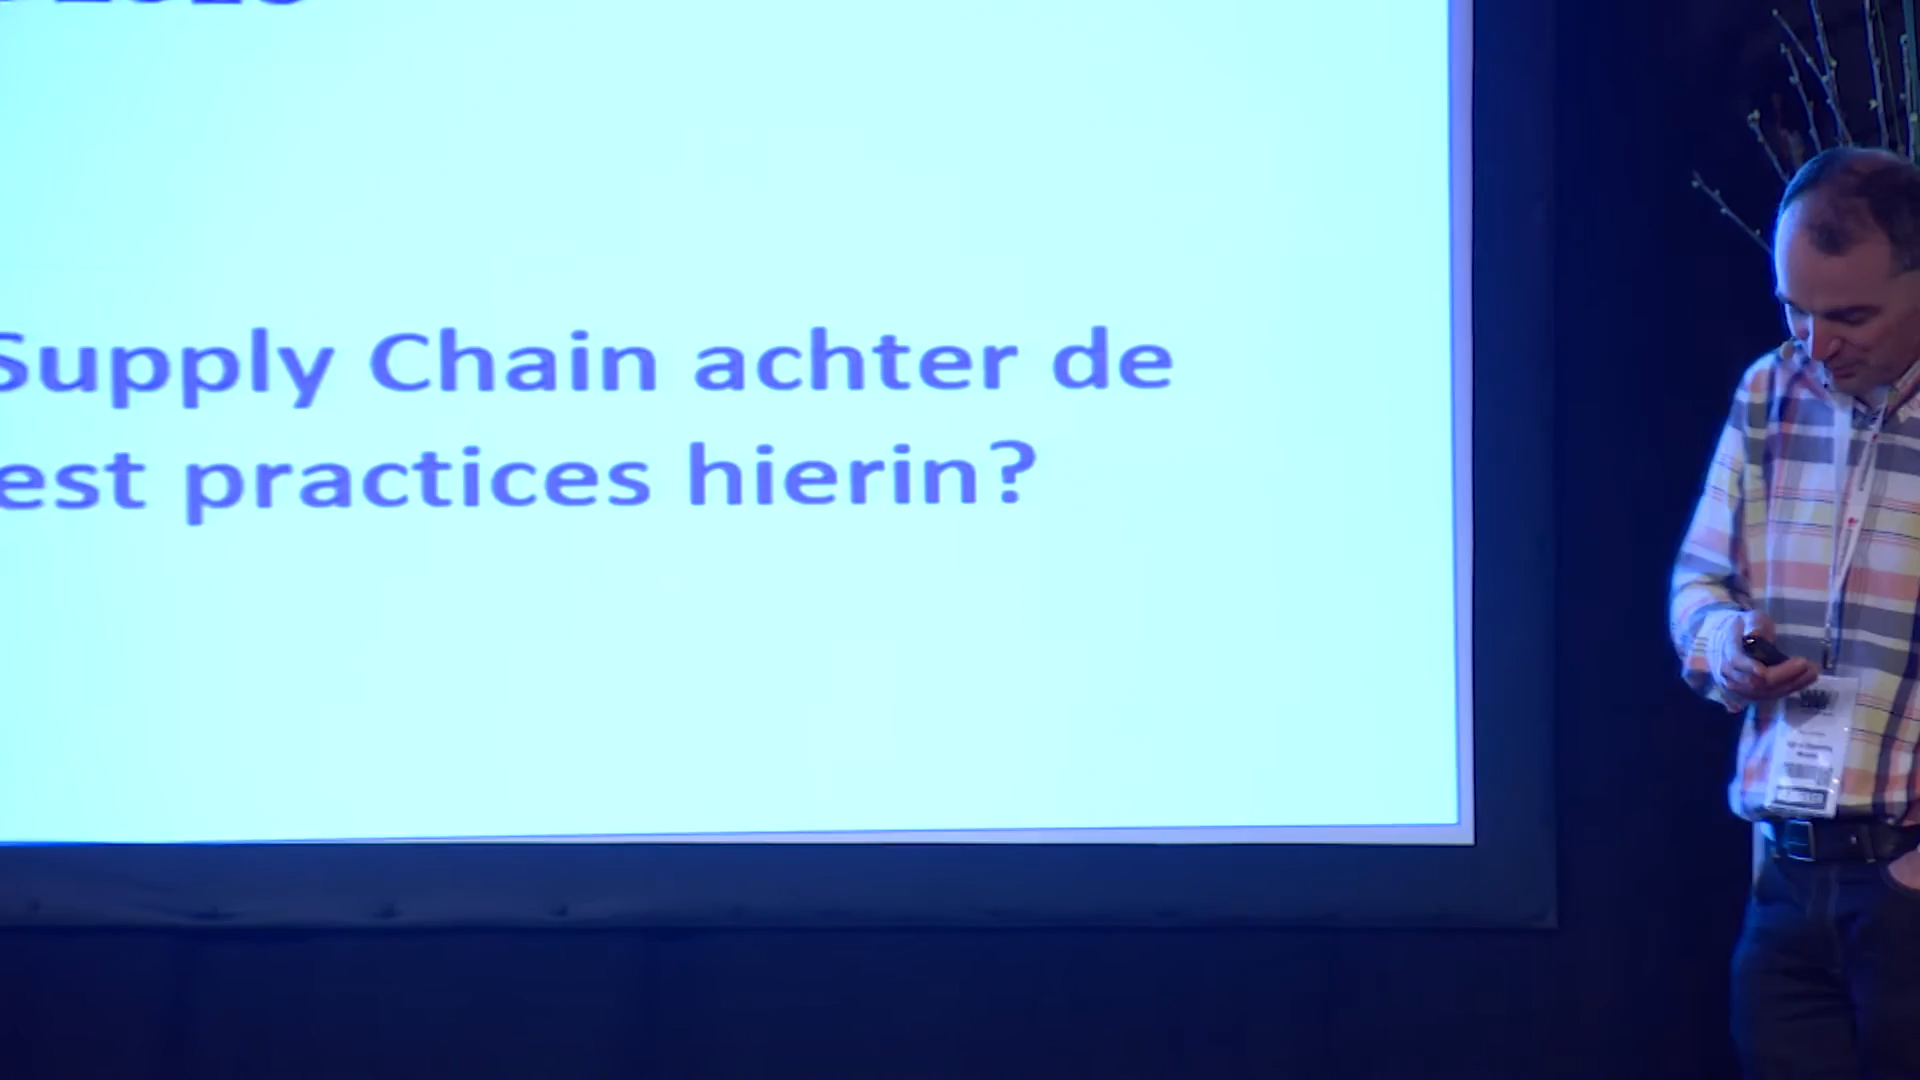 Supply Chain achter de
est practices hierin?